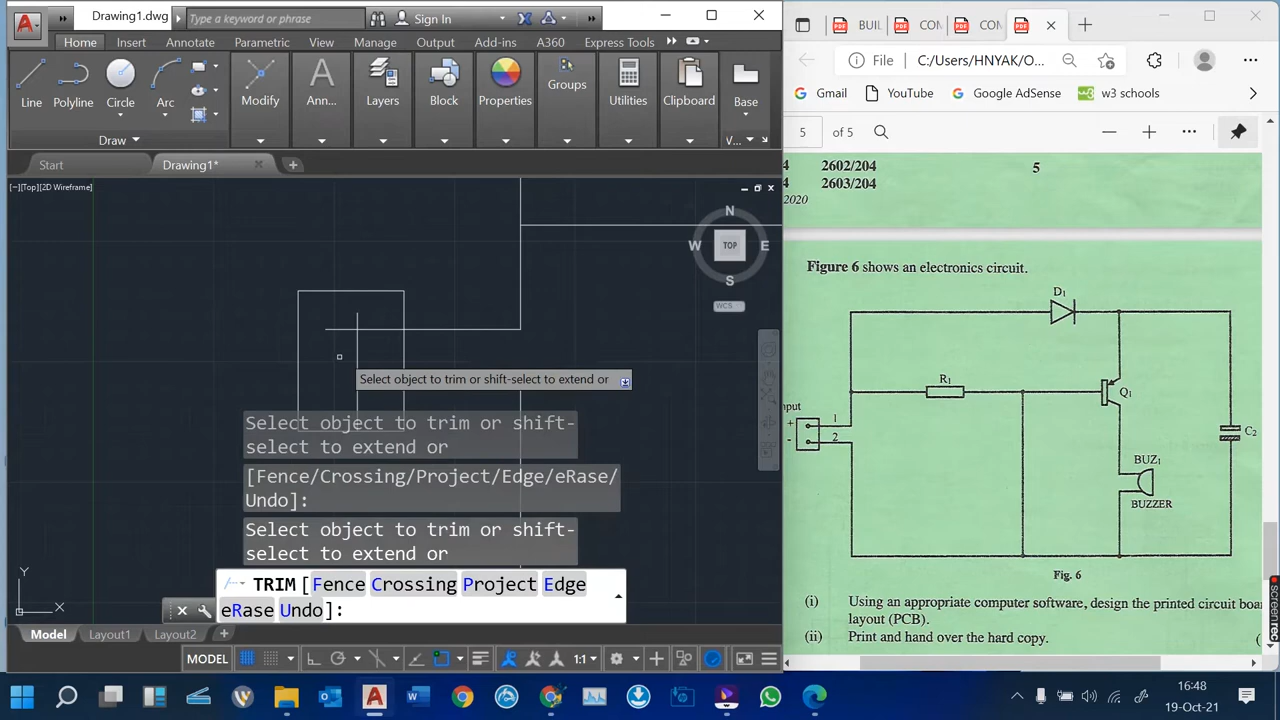 Drawing1.dwg
Type a keyword or phrase
Sign In
Home Insert Annotate Parametric View Manage Output Add-ins A360 Express Tools
Line Polyline Circle Arc Modify Ann... Layers Block Properties Groups Utilities Clipboard Base
Draw V...
Start Drawing1*
[−][Top][2D Wireframe]
N
W TOP E
S
WCS
Select object to trim or shift-select to extend or
Select object to trim or shift-
select to extend or
[Fence/Crossing/Project/Edge/eRase/
Undo]:
Select object to trim or shift-
select to extend or
TRIM [Fence Crossing Project Edge
eRase Undo]:
Y
X
Model Layout1 Layout2
MODEL 1:1
BUIL CON CON
File C:/Users/HNYAK/O...
Gmail YouTube Google AdSense w3 schools
5 of 5
4 2602/204 5
4 2603/204
2020
Figure 6 shows an electronics circuit.
D1
R1
Q1
nput
+ 1
- 2
C2
BUZ1
BUZZER
Fig. 6
(i) Using an appropriate computer software, design the printed circuit boa
layout (PCB).
(ii) Print and hand over the hard copy. (
screenrec
16:48
19-Oct-21